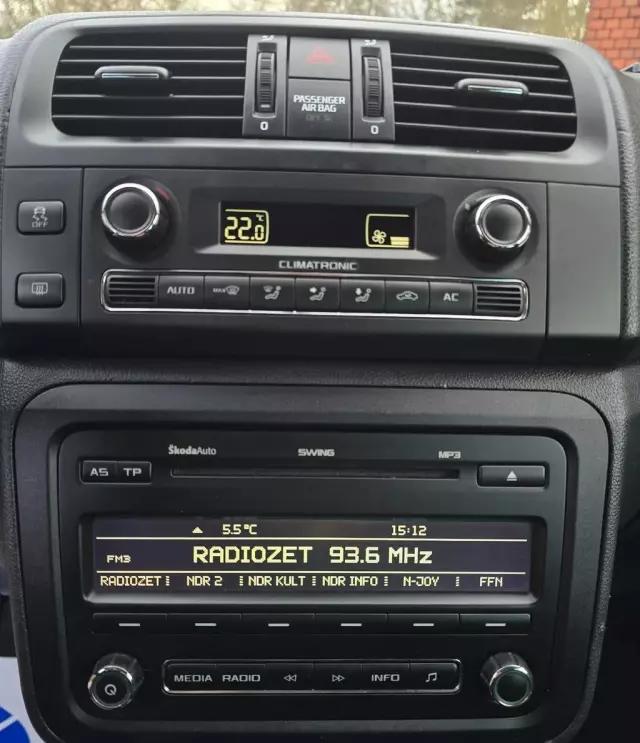 PASSENGER
AIR BAG
0 0
OFF
22.0 °C
CLIMATRONIC
AUTO MAX AC
ŠkodaAuto SWING MP3
AS TP
5.5°C 15:12
FM3 RADIOZET 93.6 MHz
RADIOZET NDR 2 NDR KULT NDR INFO N-JOY FFN
MEDIA RADIO INFO